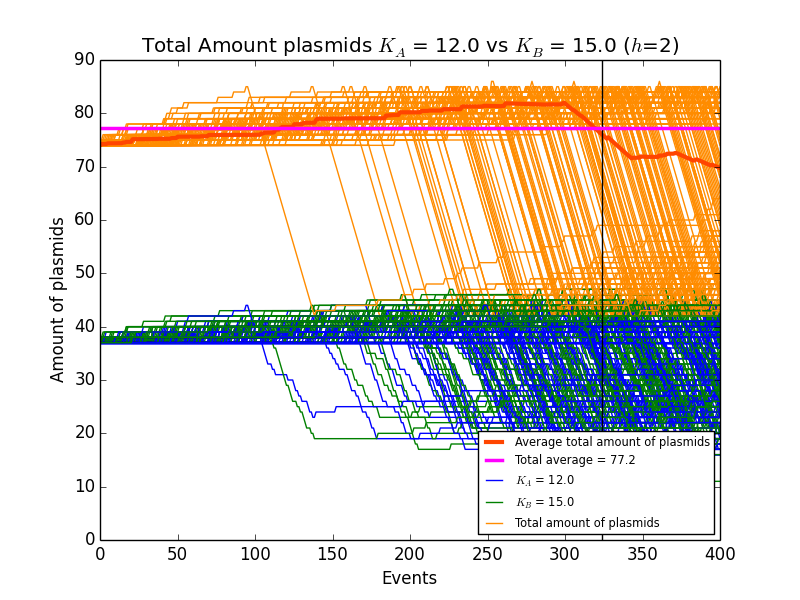 Total Amount plasmids K_A = 12.0 vs K_B = 15.0 (h=2)
90
80
70
60
50
40
30
20
10
0
Amount of plasmids
Average total amount of plasmids
Total average = 77.2
K_A = 12.0
K_B = 15.0
Total amount of plasmids
0 50 100 150 200 250 300 350 400
Events